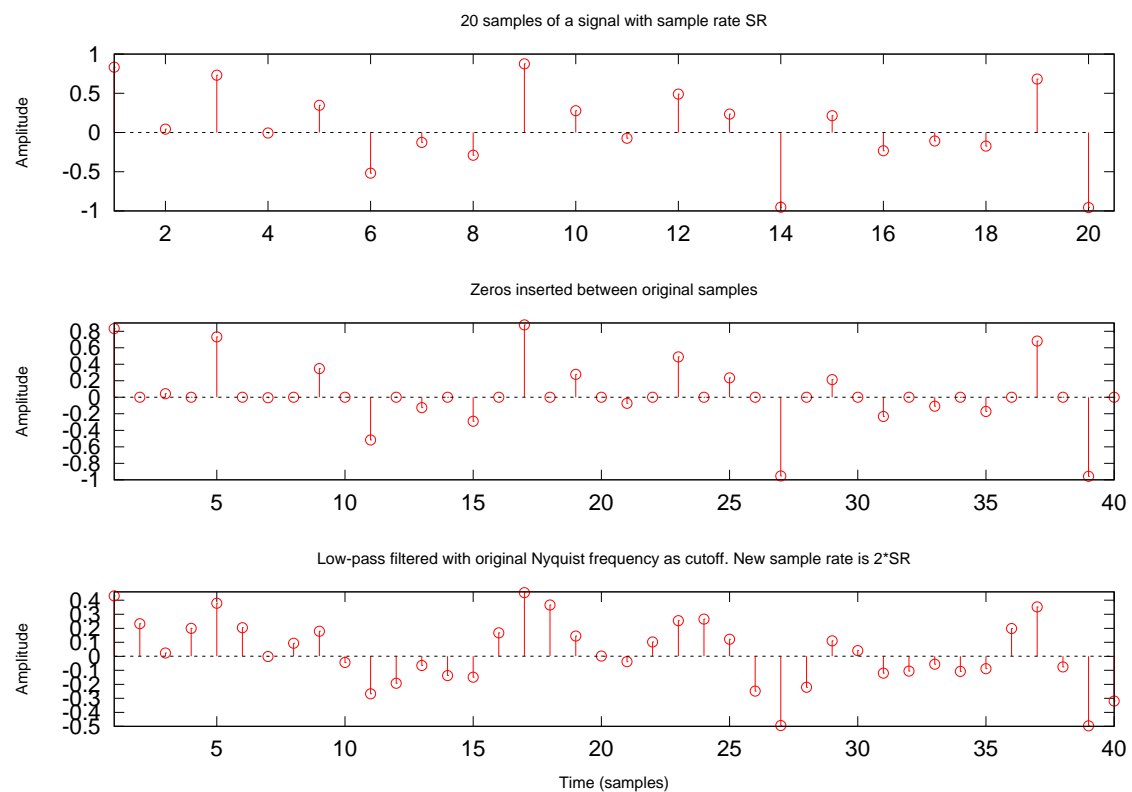 20 samples of a signal with sample rate SR
1
0.5
0
-0.5
-1
Amplitude
2 4 6 8 10 12 14 16 18 20
Zeros inserted between original samples
0.8
0.6
0.4
0.2
0
-0.2
-0.4
-0.6
-0.8
-1
Amplitude
5 10 15 20 25 30 35 40
Low-pass filtered with original Nyquist frequency as cutoff. New sample rate is 2*SR
0.4
0.3
0.2
0.1
0
-0.1
-0.2
-0.3
-0.4
-0.5
Amplitude
5 10 15 20 25 30 35 40
Time (samples)